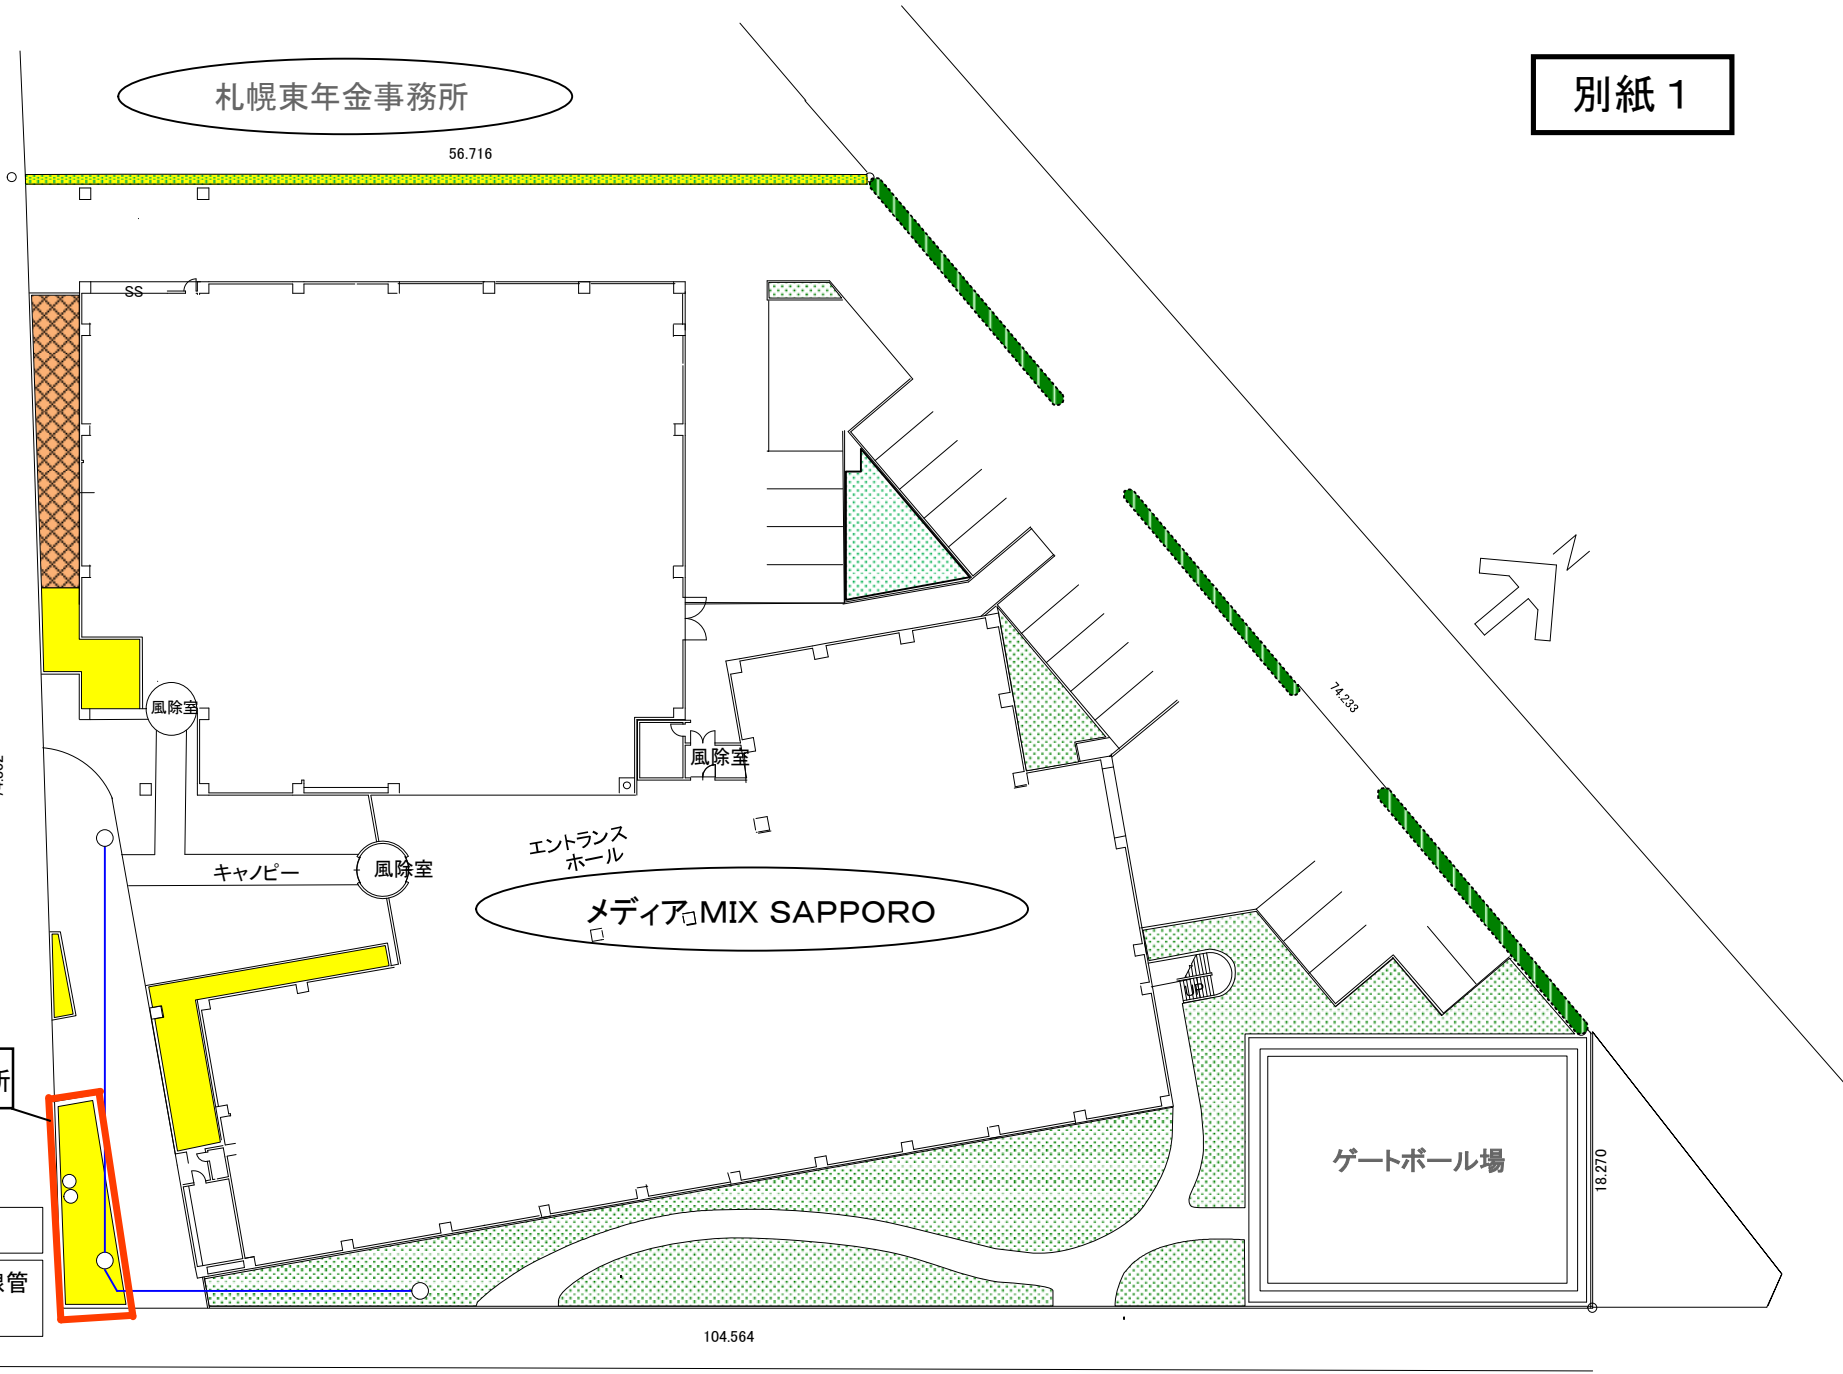 札幌東年金事務所
別紙１
56.716
SS
74.233
N
風除室
風除室
エントランス
ホール
キャノピー
風除室
メディアMIX SAPPORO
UP
所
ゲートボール場
18.270
管
104.564